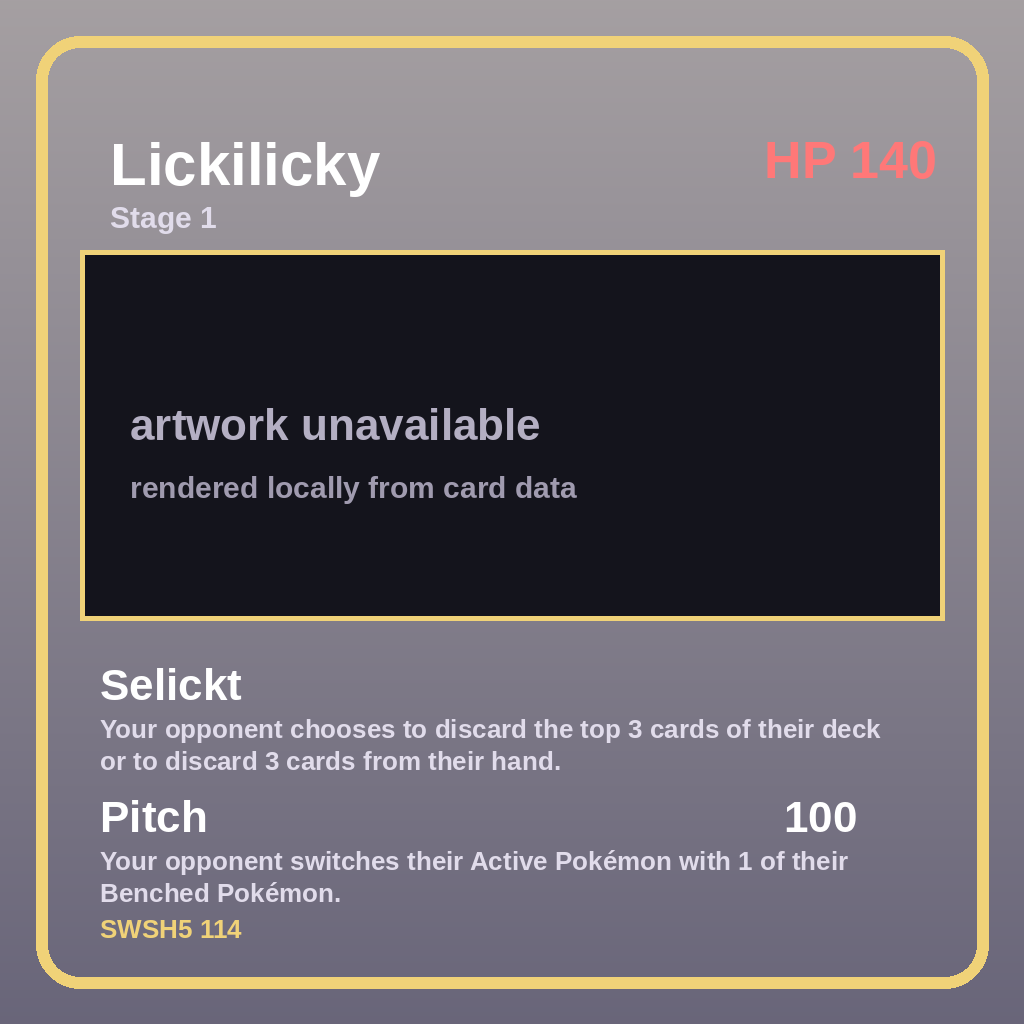 Lickilicky
HP 140
Stage 1
artwork unavailable
rendered locally from card data
Selickt
Your opponent chooses to discard the top 3 cards of their deck
or to discard 3 cards from their hand.
Pitch 100
Your opponent switches their Active Pokémon with 1 of their
Benched Pokémon.
SWSH5 114